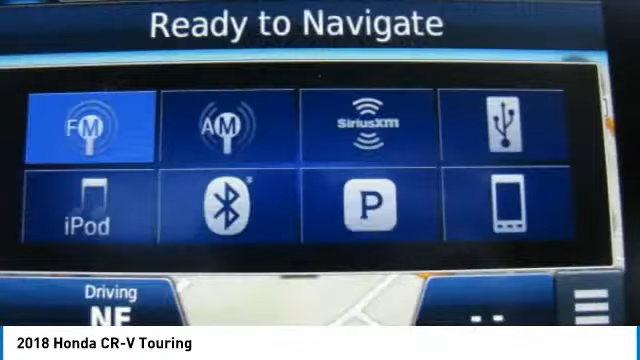 Ready to Navigate
FM
AM
SiriusXM
iPod
P
Driving
NE
- -
2018 Honda CR-V Touring